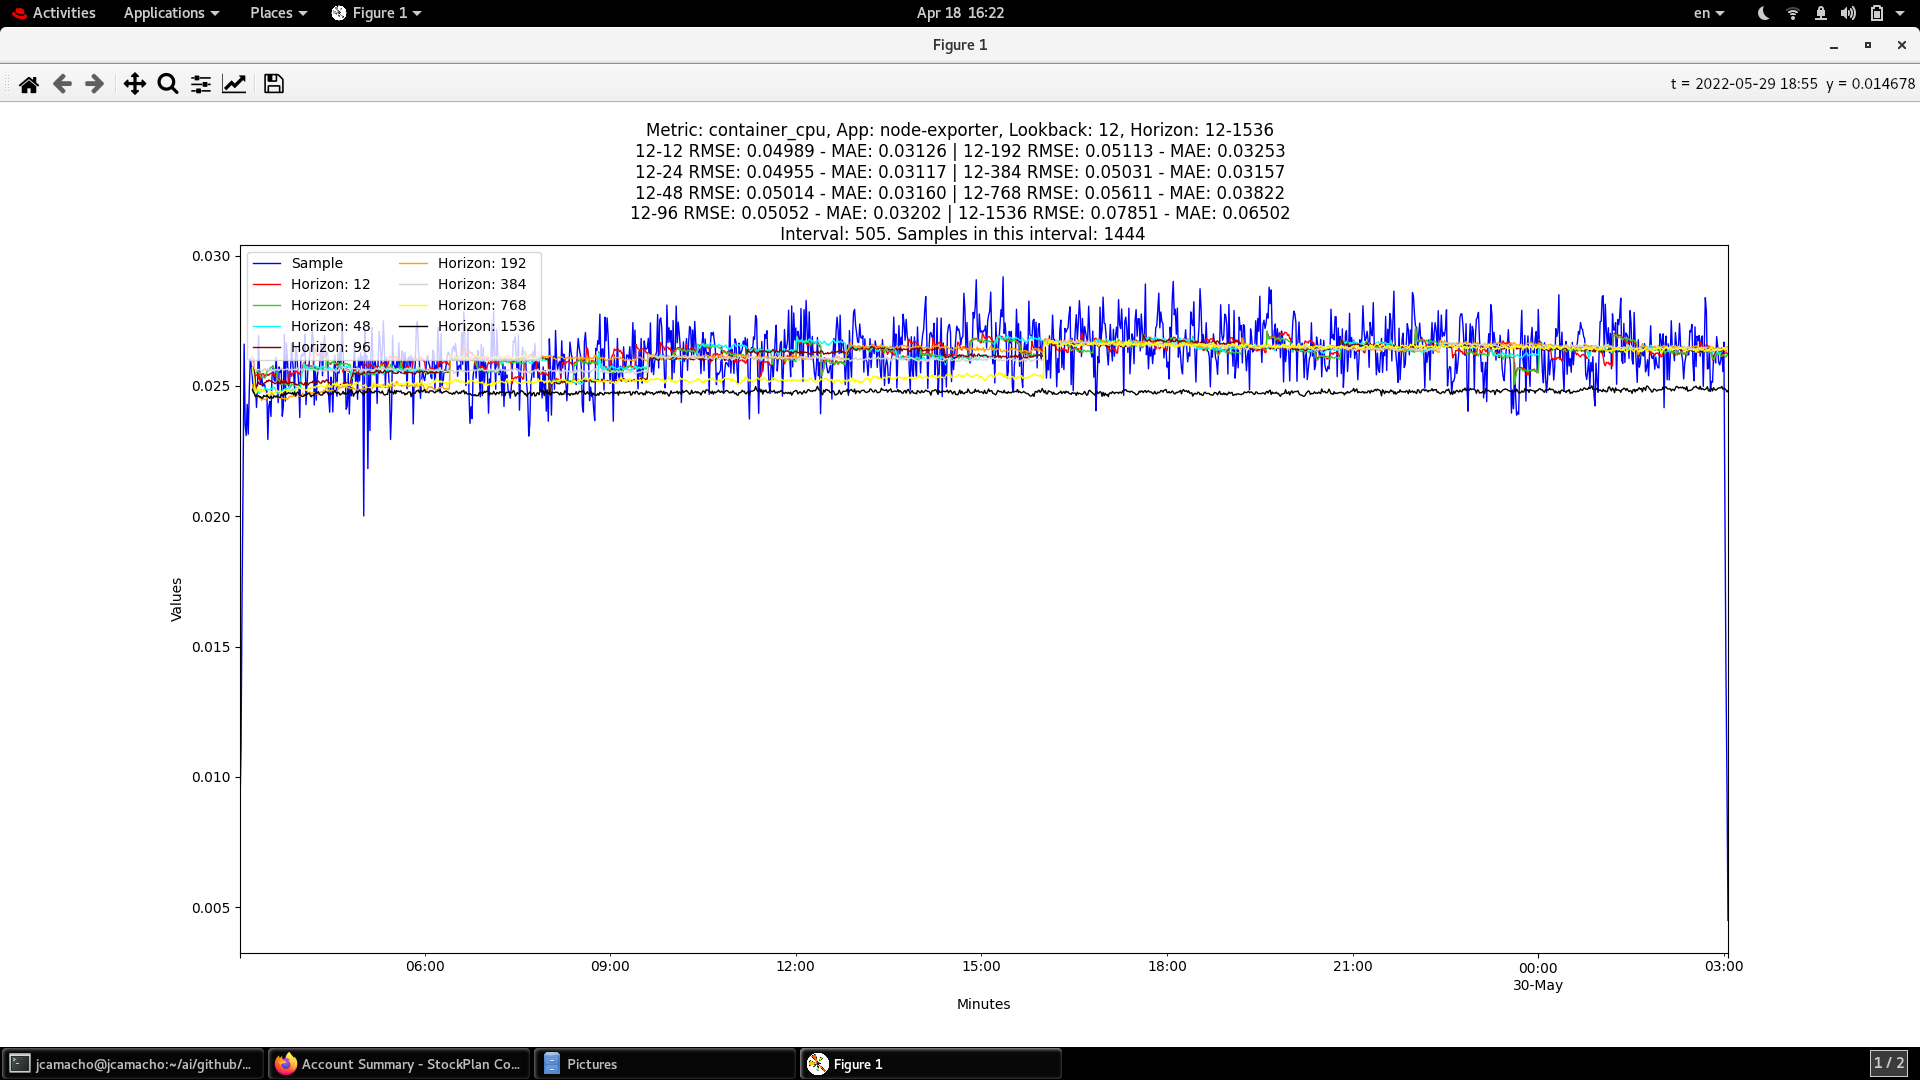 Activities Applications Places Figure 1 Apr 18 16:22 en
Figure 1
t = 2022-05-29 18:55 y = 0.014678
Metric: container_cpu, App: node-exporter, Lookback: 12, Horizon: 12-1536
12-12 RMSE: 0.04989 - MAE: 0.03126 | 12-192 RMSE: 0.05113 - MAE: 0.03253
12-24 RMSE: 0.04955 - MAE: 0.03117 | 12-384 RMSE: 0.05031 - MAE: 0.03157
12-48 RMSE: 0.05014 - MAE: 0.03160 | 12-768 RMSE: 0.05611 - MAE: 0.03822
12-96 RMSE: 0.05052 - MAE: 0.03202 | 12-1536 RMSE: 0.07851 - MAE: 0.06502
Interval: 505. Samples in this interval: 1444
Sample Horizon: 192
Horizon: 12 Horizon: 384
Horizon: 24 Horizon: 768
Horizon: 48 Horizon: 1536
Horizon: 96
0.030
0.025
0.020
0.015
0.010
0.005
Values
06:00 09:00 12:00 15:00 18:00 21:00 00:00 03:00
30-May
Minutes
jcamacho@jcamacho:~/ai/github/... Account Summary - StockPlan Co... Pictures Figure 1 1 / 2